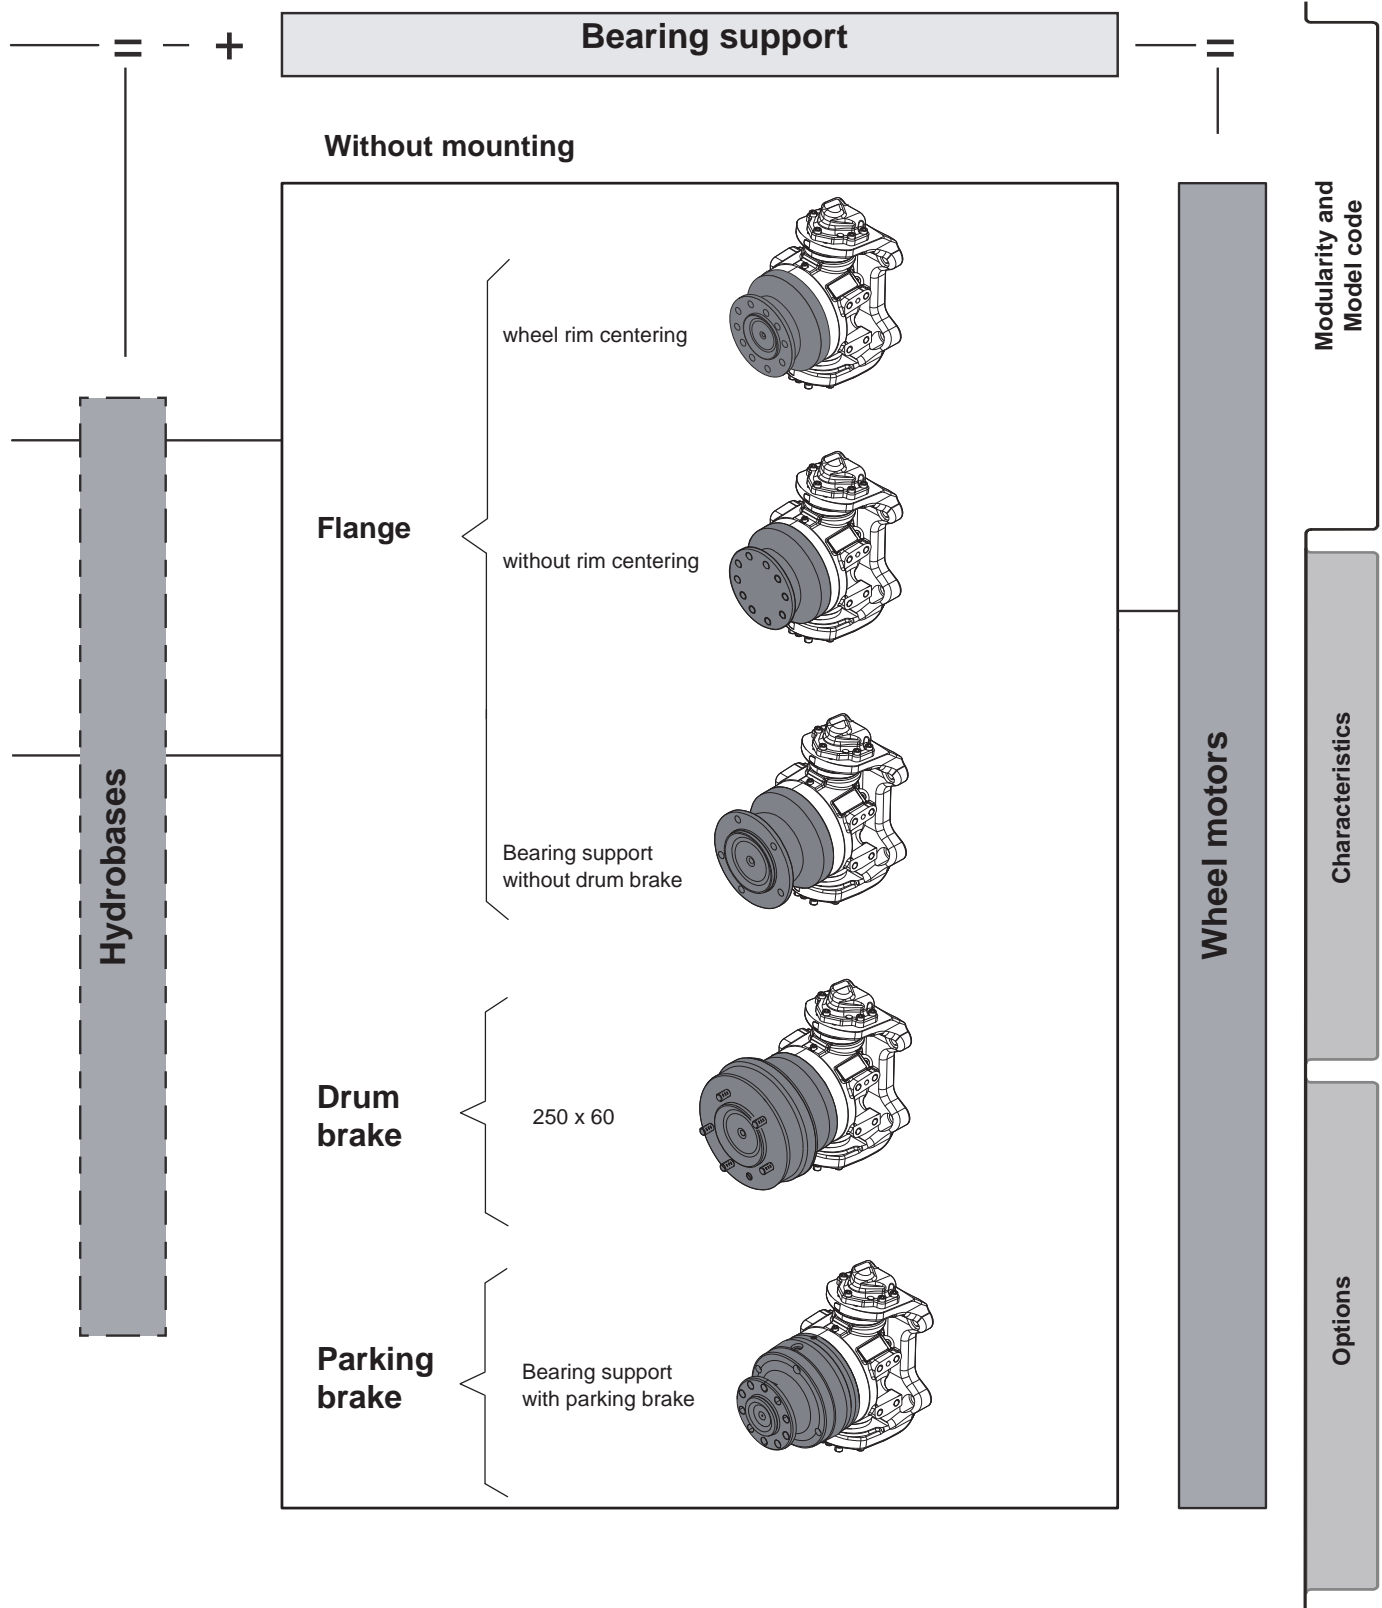 = +
Bearing support
=
Without mounting
Modularity and
Model code
wheel rim centering
Flange
without rim centering
Bearing support
without drum brake
Hydrobases
Wheel motors
Characteristics
Drum
brake
250 x 60
Parking
brake
Bearing support
with parking brake
Options